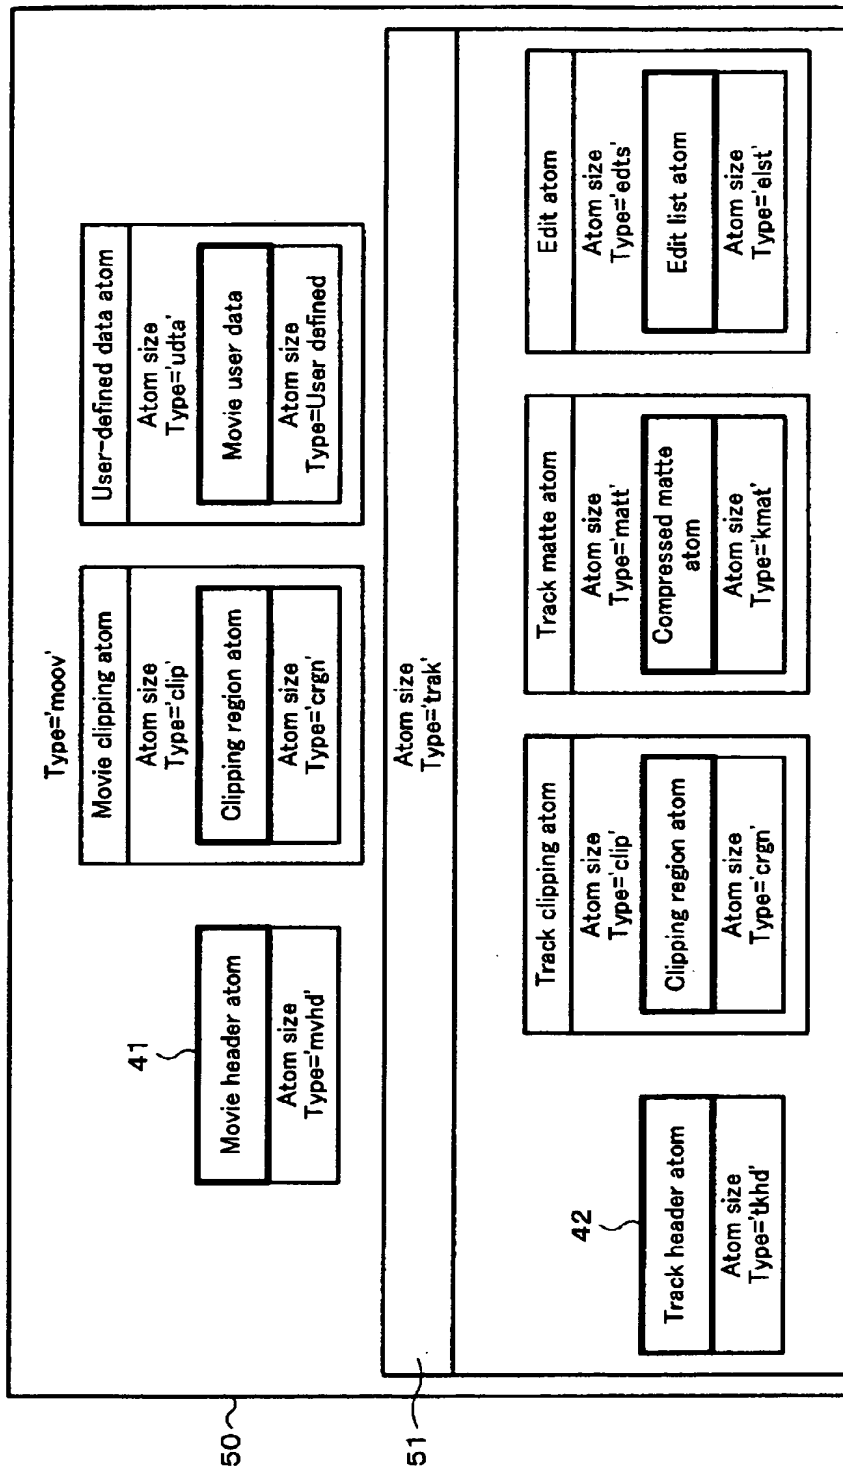 50
Type='moov'
41
Movie header atom
Atom size
Type='mvhd'
Movie clipping atom
Atom size
Type='clip'
Clipping region atom
Atom size
Type='crgn'
User-defined data atom
Atom size
Type='udta'
Movie user data
Atom size
Type=User defined
51
Atom size
Type='trak'
42
Track header atom
Atom size
Type='tkhd'
Track clipping atom
Atom size
Type='clip'
Clipping region atom
Atom size
Type='crgn'
Track matte atom
Atom size
Type='matt'
Compressed matte
atom
Atom size
Type='kmat'
Edit atom
Atom size
Type='edts'
Edit list atom
Atom size
Type='elst'